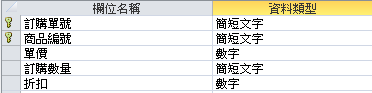 欄位名稱 資料類型
訂購單號 簡短文字
商品編號 簡短文字
單價 數字
訂購數量 簡短文字
折扣 數字